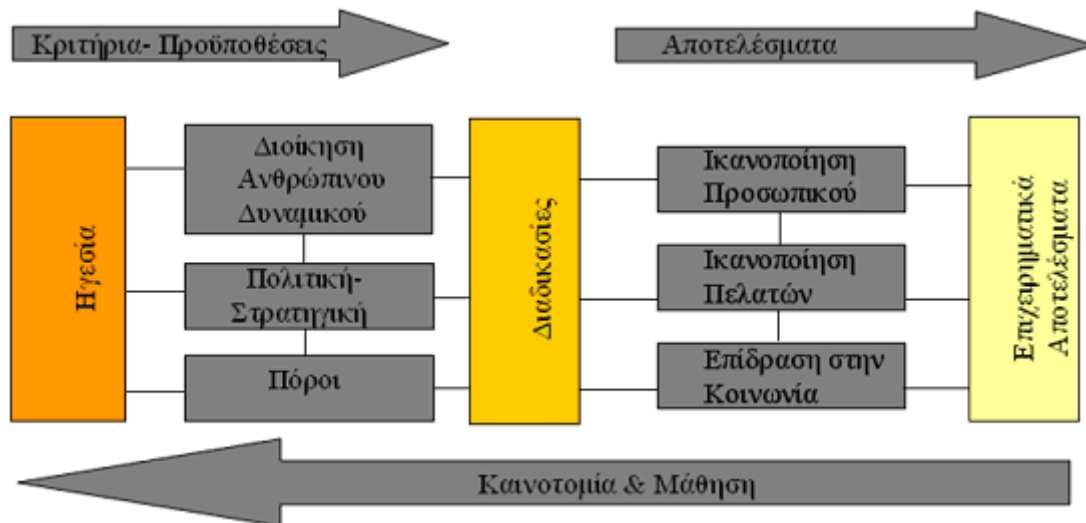 Κριτήρια- Προϋποθέσεις
Αποτελέσματα
Ηγεσία
Διοίκηση
Ανθρώπινου
Δυναμικού
Πολιτική-
Στρατηγική
Πόροι
Διαδικασίες
Ικανοποίηση
Προσωπικού
Ικανοποίηση
Πελατών
Επίδραση στην
Κοινωνία
Επιχειρηματικά
Αποτελέσματα
Καινοτομία & Μάθηση